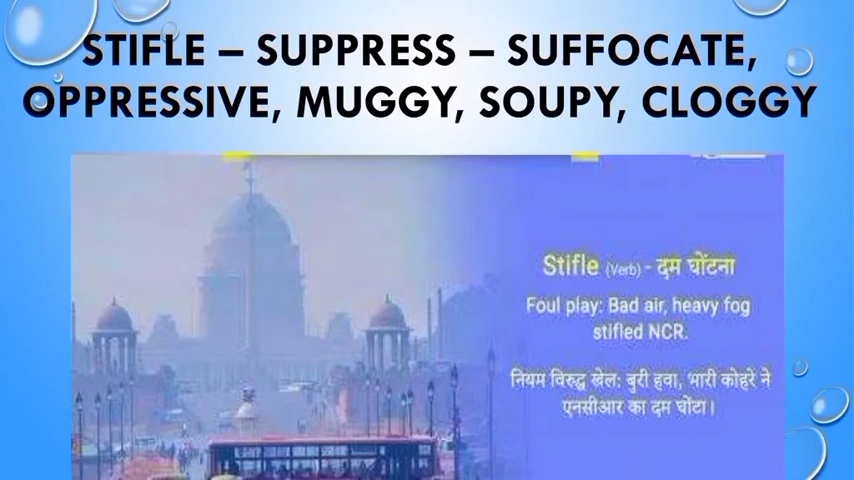 STIFLE – SUPPRESS – SUFFOCATE,
OPPRESSIVE, MUGGY, SOUPY, CLOGGY
Stifle (Verb) - दम घोंटना
Foul play: Bad air, heavy fog
stifled NCR.
नियम विरुद्ध खेल: बुरी हवा, भारी कोहरे ने
एनसीआर का दम घोंटा।